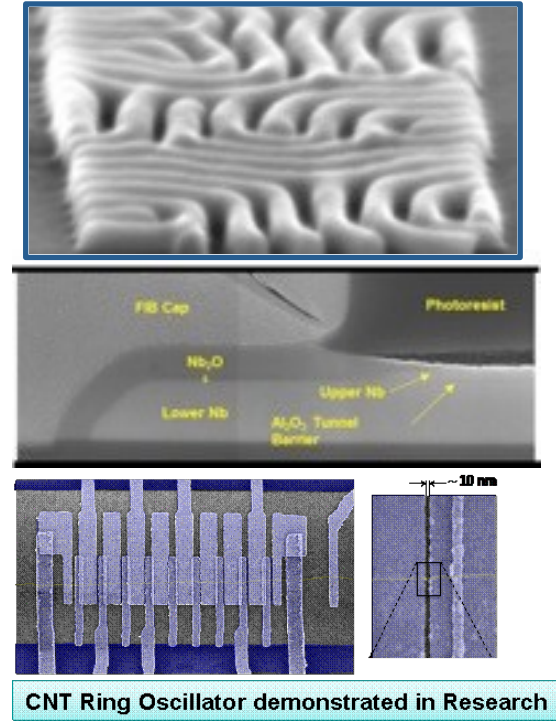 FIB Cap
Photoresist
Nb₂O
5
Upper Nb
Lower Nb
Al₂O₃ Tunnel
Barrier
~10 nm
CNT Ring Oscillator demonstrated in Research